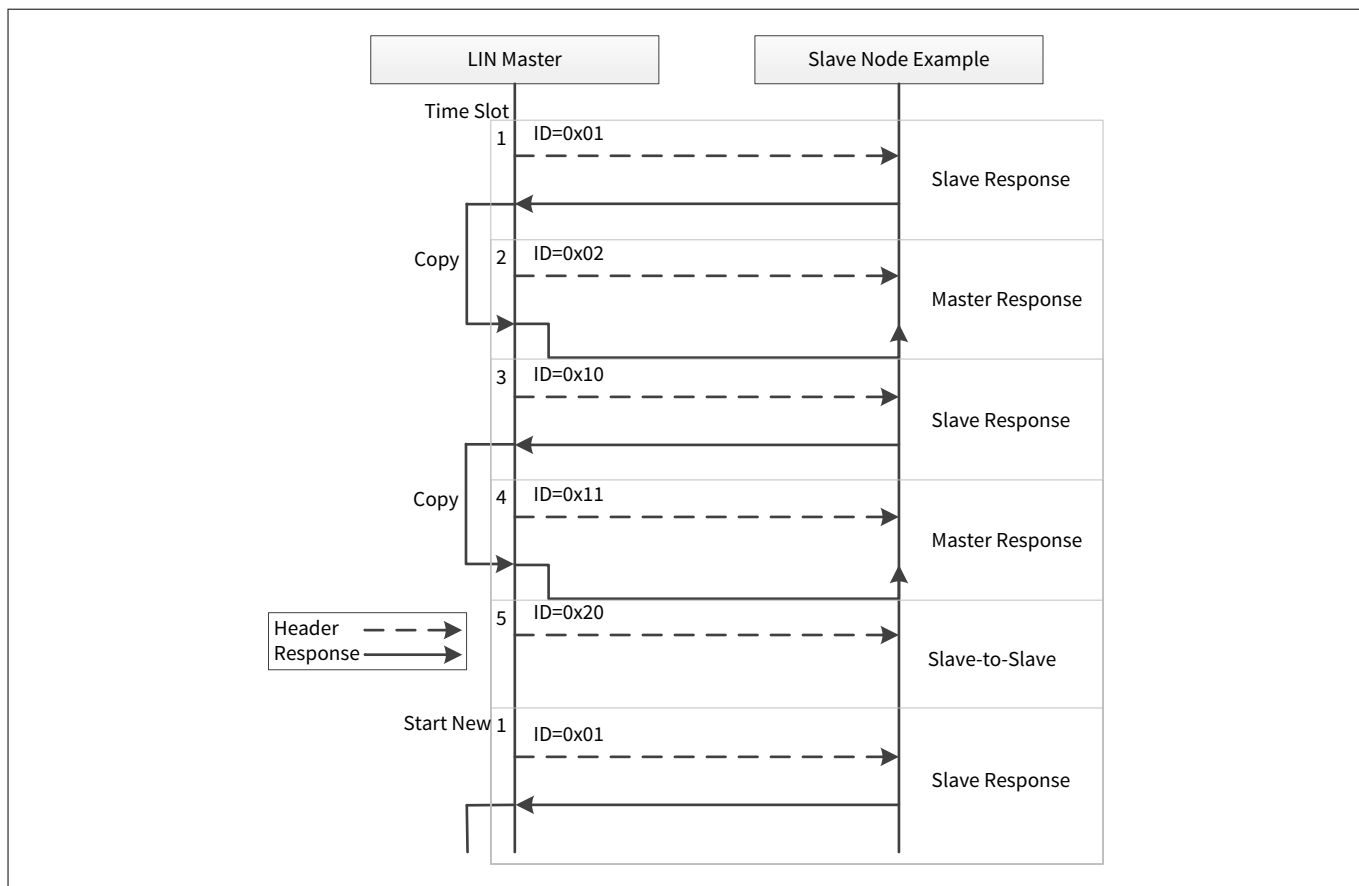 LIN Master
Slave Node Example
Time Slot
1
ID=0x01
Slave Response
Copy
2
ID=0x02
Master Response
3
ID=0x10
Slave Response
Copy
4
ID=0x11
Master Response
5
ID=0x20
Header
Response
Slave-to-Slave
Start New
1
ID=0x01
Slave Response